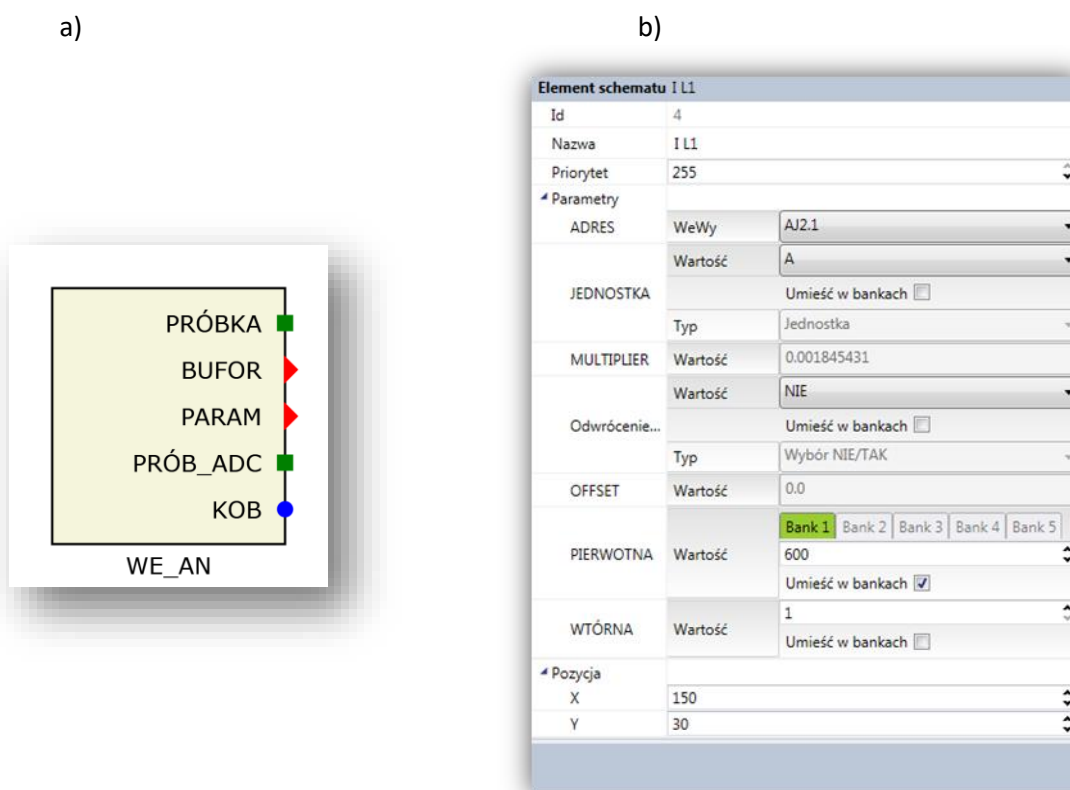 a)
b)
PRÓBKA
BUFOR
PARAM
PRÓB_ADC
KOB
WE_AN
Element schematu I L1
Id 4
Nazwa I L1
Priorytet 255
Parametry
ADRES WeWy AJ2.1
JEDNOSTKA Wartość A
Umieść w bankach
Typ Jednostka
MULTIPLIER Wartość 0.001845431
Odwrócenie... Wartość NIE
Umieść w bankach
Typ Wybór NIE/TAK
OFFSET Wartość 0.0
Bank 1 Bank 2 Bank 3 Bank 4 Bank 5
PIERWOTNA Wartość 600
Umieść w bankach
WTÓRNA Wartość 1
Umieść w bankach
Pozycja
X 150
Y 30